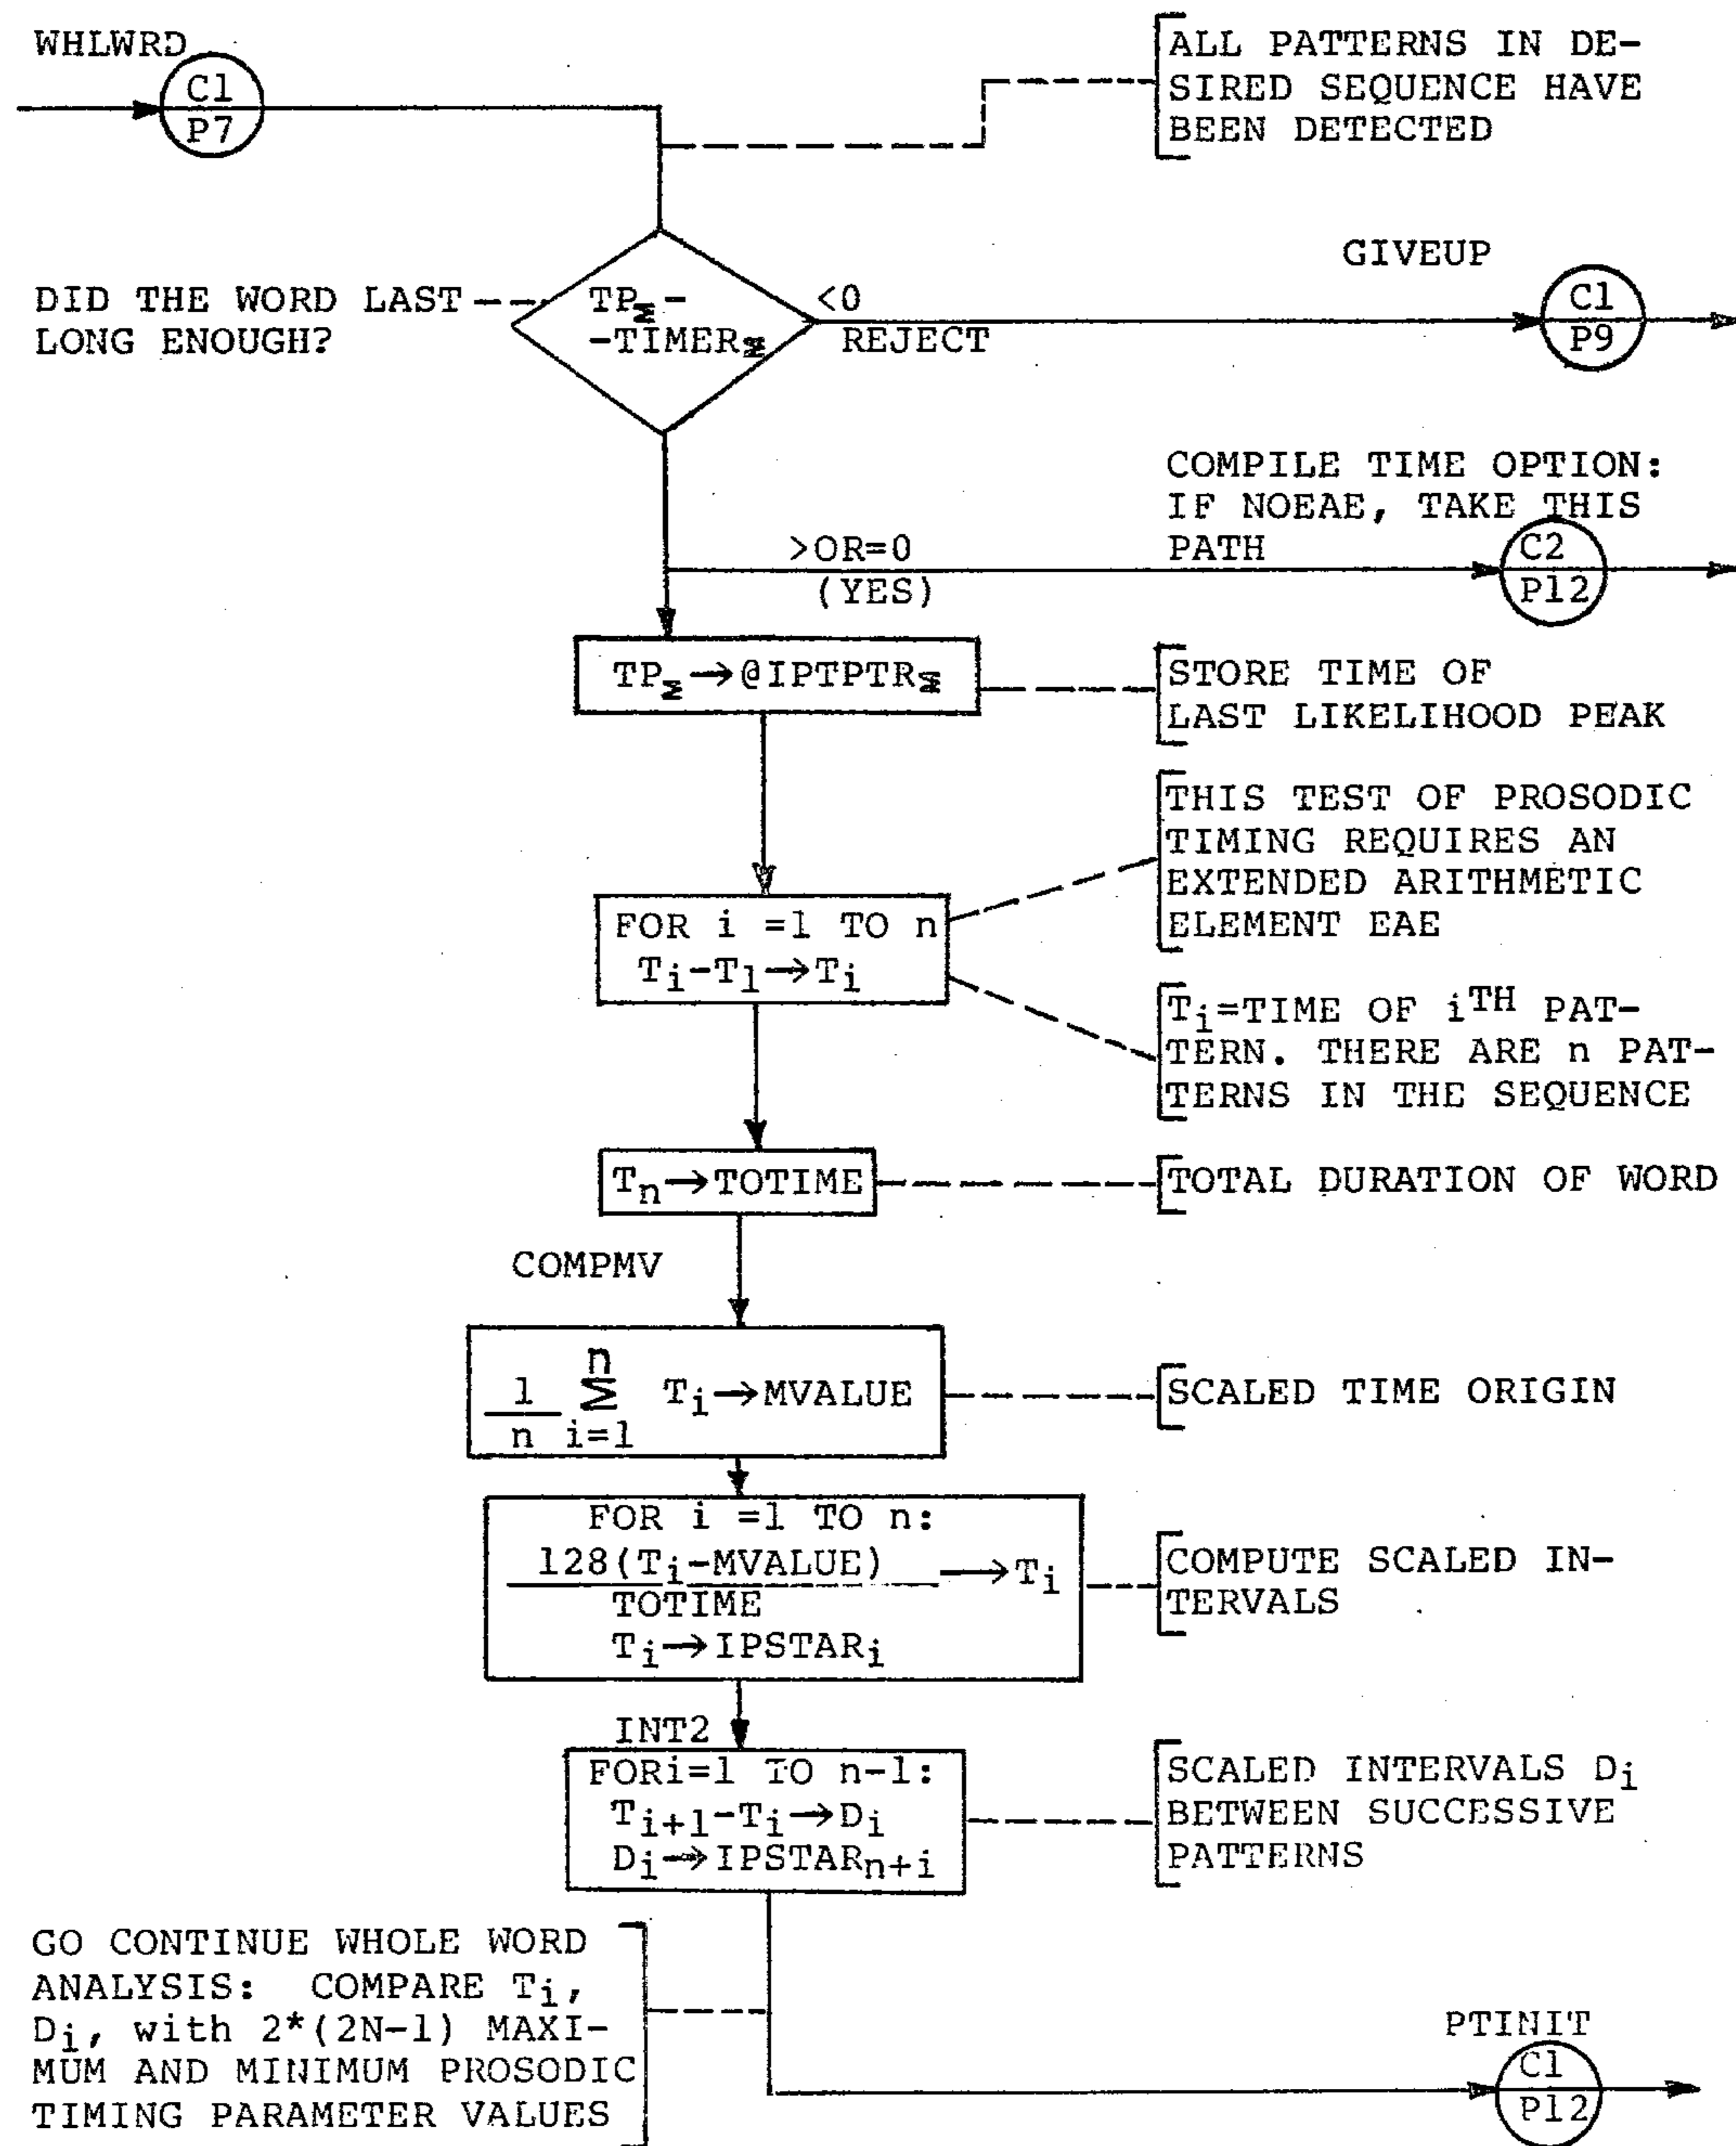 WHLWRD
C1
P7
ALL PATTERNS IN DE-
SIRED SEQUENCE HAVE
BEEN DETECTED
DID THE WORD LAST
LONG ENOUGH?
TPM -
-TIMERM
<0
REJECT
GIVEUP
C1
P9
COMPILE TIME OPTION:
IF NOEAE, TAKE THIS
PATH
>OR=0
(YES)
C2
P12
TPM→@IPTPTRM
STORE TIME OF
LAST LIKELIHOOD PEAK
THIS TEST OF PROSODIC
TIMING REQUIRES AN
EXTENDED ARITHMETIC
ELEMENT EAE
FOR i =1 TO n
Ti-T1→Ti
Ti=TIME OF iTH PAT-
TERN. THERE ARE n PAT-
TERNS IN THE SEQUENCE
Tn→TOTIME
TOTAL DURATION OF WORD
COMPMV
1/n Σ i=1 n Ti→MVALUE
SCALED TIME ORIGIN
FOR i =1 TO n:
128(Ti-MVALUE) →Ti
TOTIME
Ti→IPSTARi
COMPUTE SCALED IN-
TERVALS
INT2
FORi=1 TO n-1:
Ti+1-Ti→Di
Di→IPSTARn+i
SCALED INTERVALS Di
BETWEEN SUCCESSIVE
PATTERNS
GO CONTINUE WHOLE WORD
ANALYSIS: COMPARE Ti,
Di, with 2*(2N-1) MAXI-
MUM AND MINIMUM PROSODIC
TIMING PARAMETER VALUES
PTINIT
C1
P12